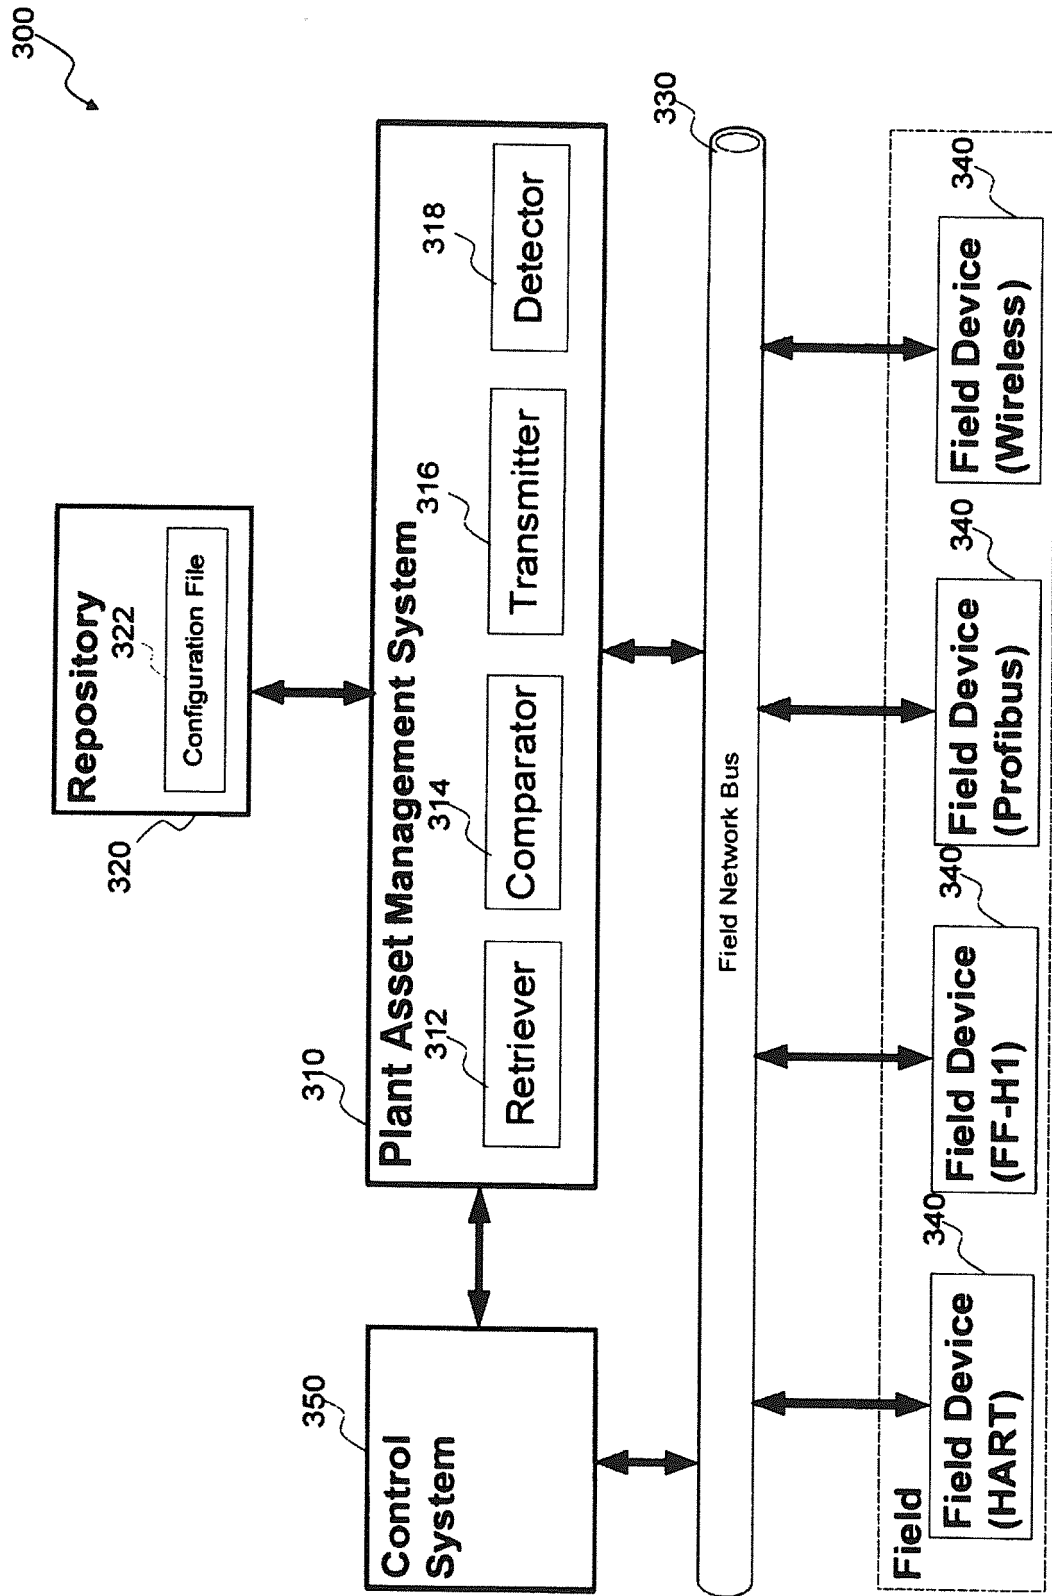 300
Repository
322
Configuration File
320
310
Plant Asset Management System
312
Retriever
314
Comparator
316
Transmitter
318
Detector
350
Control
System
330
Field Network Bus
Field
340
Field Device
(HART)
340
Field Device
(FF-H1)
340
Field Device
(Profibus)
340
Field Device
(Wireless)